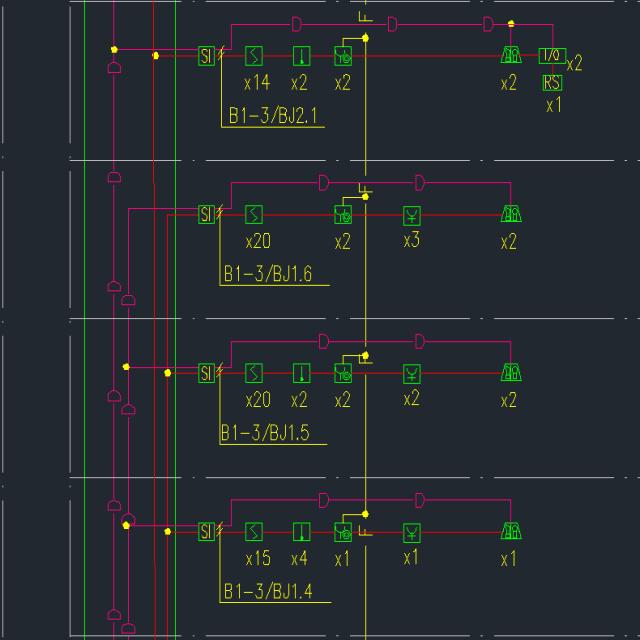 F
SI
I/O
x14 x2 x2 x2 x2
RS
B1-3/BJ2.1 x1
D D
F
SI
x20 x2 x3 x2
B1-3/BJ1.6
D D
F
SI
x20 x2 x2 x2 x2
B1-3/BJ1.5
D D
SI F
x15 x4 x1 x1 x1
B1-3/BJ1.4